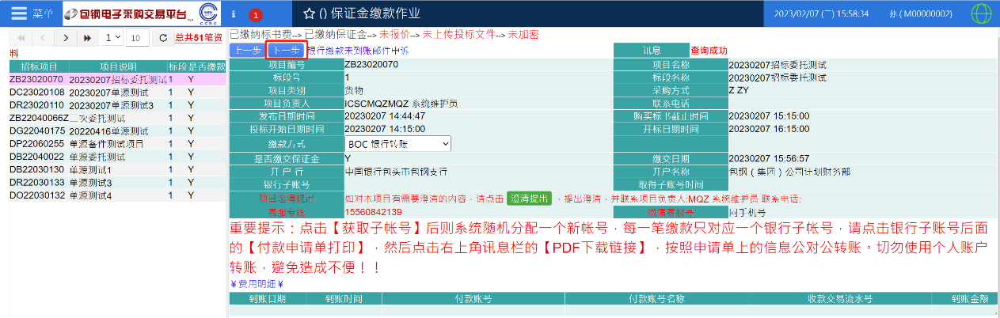 菜单 包钢电子采购交易平台 V1.0 CCRC i 1 () 保证金缴款作业 2023/02/07 (二) 15:58:34 孙 ( M00000002)
1 10 总共51笔资料
招标项目 项目说明 标段 是否缴款
ZB23020070 20230207招标委托测试 1 Y
DC23020108 20230207单源测试 1 Y
DR23020110 20230207单源测试3 1 Y
ZB22040066Z 二次委托测试 1 Y
DG22040175 20220416单源测试 1 Y
DP22060255 单源备件测试项目 1 Y
DB22040022 单源委托测试 1 Y
DB22030130 单源测试1 1 Y
DR22030133 单源测试3 1 Y
DO22030132 单源测试4 1 Y
已缴纳标书费--> 已缴纳保证金--> 未报价--> 未上传投标文件--> 未加密
上一步 下一步 银行缴款未到账邮件申诉 讯息 查询成功
项目编号 ZB23020070 项目名称 20230207招标委托测试
标段号 1 标段名称 20230207招标委托测试
项目类别 货物 采购方式 Z ZY
项目负责人 ICSCMQZMQZ 系统维护员 联系电话
发布日期时间 20230207 14:44:47 购买标书截止时间 20230207 15:15:00
投标开始日期时间 20230207 14:15:00 开标日期时间 20230207 16:15:00
缴款方式 BOC 银行转账
是否缴交保证金 Y 缴交日期 20230207 15:56:57
开 户 行 中国银行包头市包钢支行 开户名称 包钢（集团）公司计划财务部
银行子账号 取得子账号时间
项目澄清提出 如对本项目有需要澄清的内容，请点击 澄清提出 ，提出澄清，并联系项目负责人:MQZ 系统维护员 联系电话:
客服专线 15560842139 微信客服号 同手机号
重要提示：点击【获取子帐号】后则系统随机分配一个新帐号，每一笔缴款只对应一个银行子帐号，请点击银行子账号后面
的【付款申请单打印】，然后点击右上角讯息栏的【PDF下载链接】，按照申请单上的信息公对公转账。切勿使用个人账户
转账，避免造成不便！！
￥费用明细￥
到账日期 到账时间 付款账号 付款账号名称 收款交易流水号 到账金额